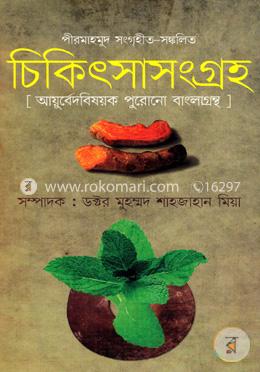 পীরমাহমুদ সংগৃহীত-সঙ্কলিত
চিকিৎসাসংগ্রহ
[ আয়ুর্বেদবিষয়ক পুরোনো বাংলাগ্রন্থ ]
www.rokomari.com 16297
সম্পাদক : ডক্টর মুহম্মদ শাহজাহান মিয়া